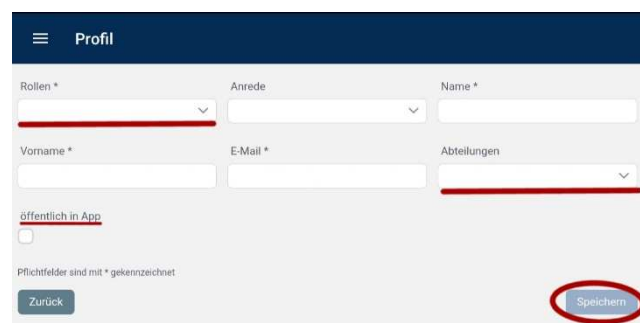 Profil
Rollen * Anrede Name *
Vorname * E-Mail * Abteilungen
öffentlich in App
Pflichtfelder sind mit * gekennzeichnet
Zurück Speichern